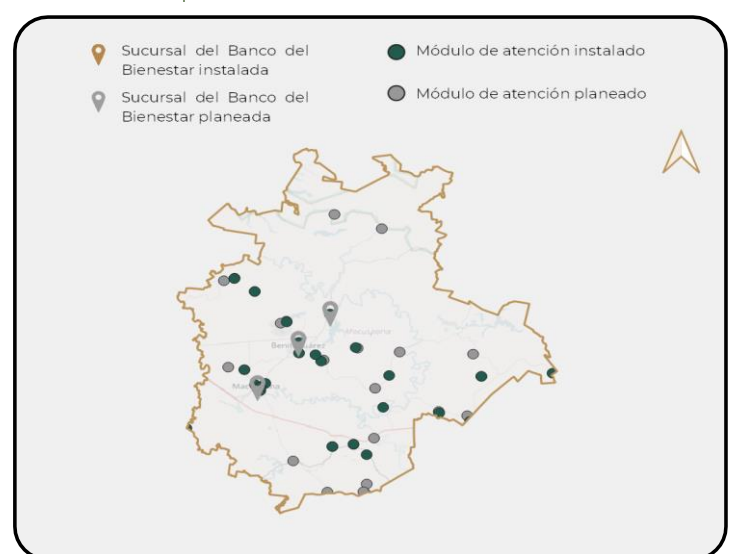 Sucursal del Banco del
Bienestar instalada
Sucursal del Banco del
Bienestar planeada
Módulo de atención instalado
Módulo de atención planeado
Macuspana